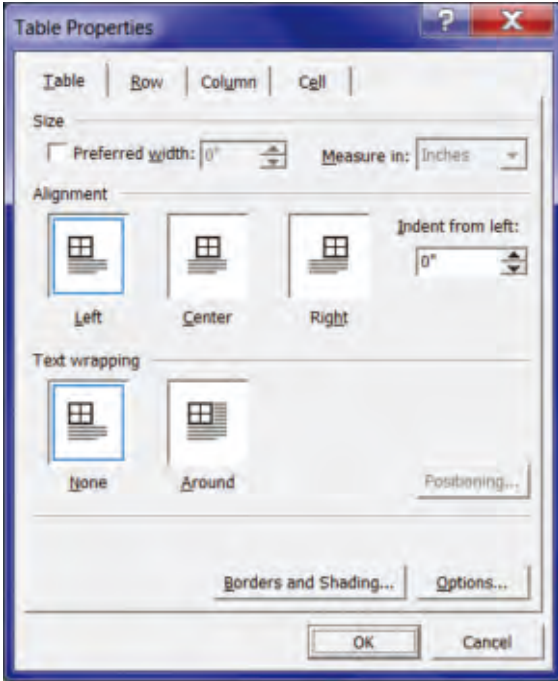 Table Properties
?
X
Table Row Column Cell
Size
Preferred width: 0" Measure in: Inches
Alignment
Indent from left:
0"
Left Center Right
Text wrapping
None Around
Positioning...
Borders and Shading... Options...
OK Cancel